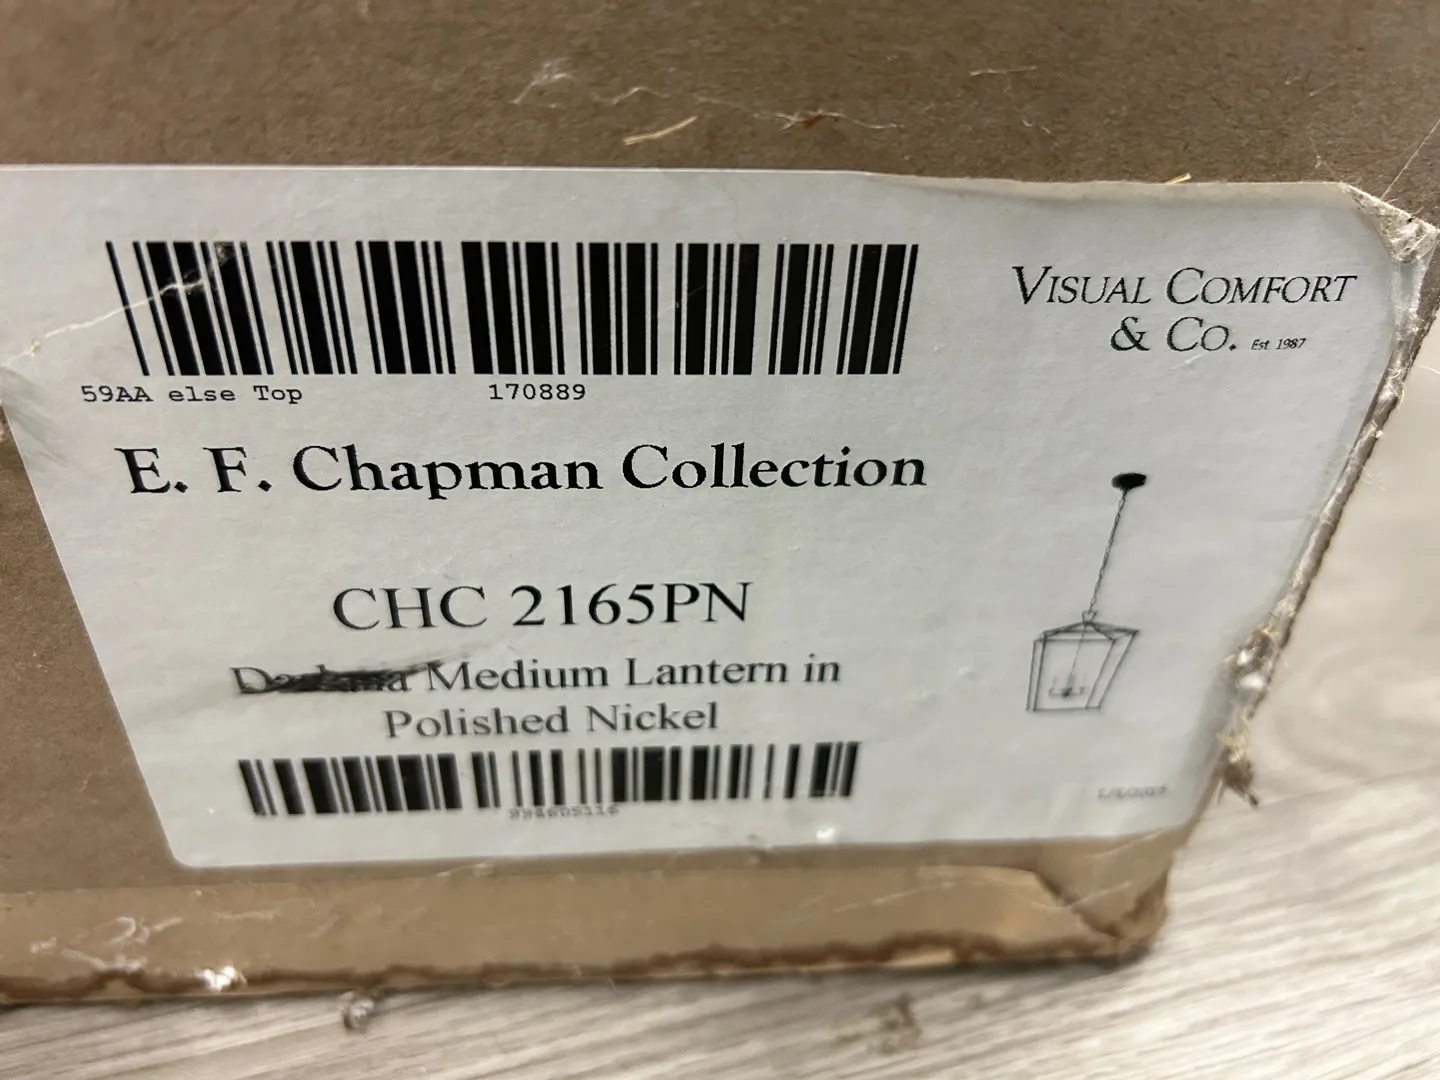 VISUAL COMFORT
& CO. Est 1987
59AA else Top 170889
E. F. Chapman Collection
CHC 2165PN
Medium Lantern in
Polished Nickel